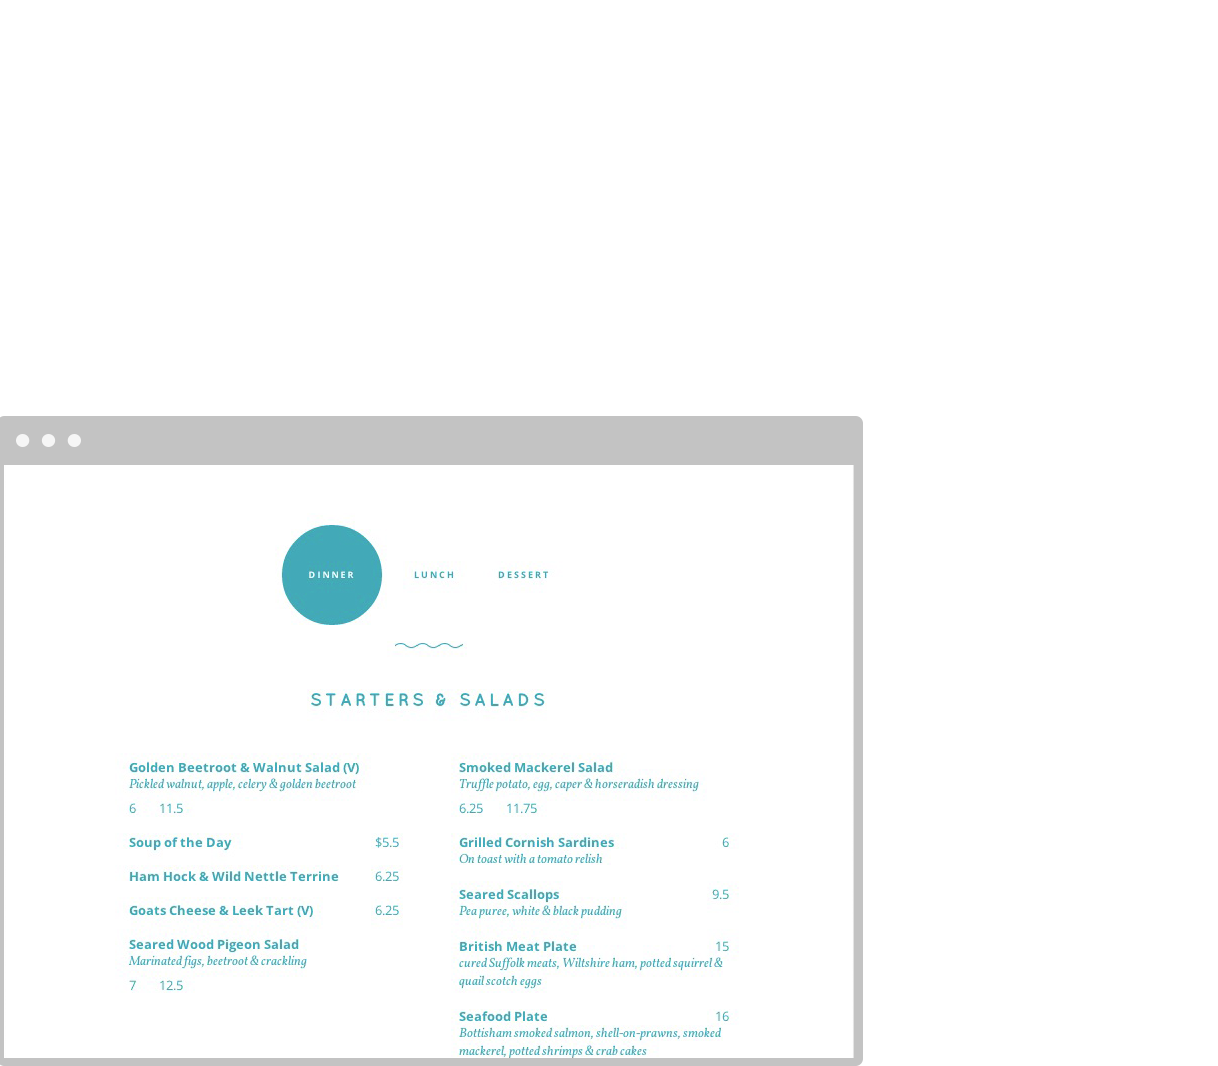 DINNER
LUNCH
DESSERT
STARTERS & SALADS
Golden Beetroot & Walnut Salad (V)
Pickled walnut, apple, celery & golden beetroot
6 11.5
Soup of the Day $5.5
Ham Hock & Wild Nettle Terrine 6.25
Goats Cheese & Leek Tart (V) 6.25
Seared Wood Pigeon Salad
Marinated figs, beetroot & crackling
7 12.5
Smoked Mackerel Salad
Truffle potato, egg, caper & horseradish dressing
6.25 11.75
Grilled Cornish Sardines 6
On toast with a tomato relish
Seared Scallops 9.5
Pea puree, white & black pudding
British Meat Plate 15
cured Suffolk meats, Wiltshire ham, potted squirrel &
quail scotch eggs
Seafood Plate 16
Bottisham smoked salmon, shell-on-prawns, smoked
mackerel, potted shrimps & crab cakes